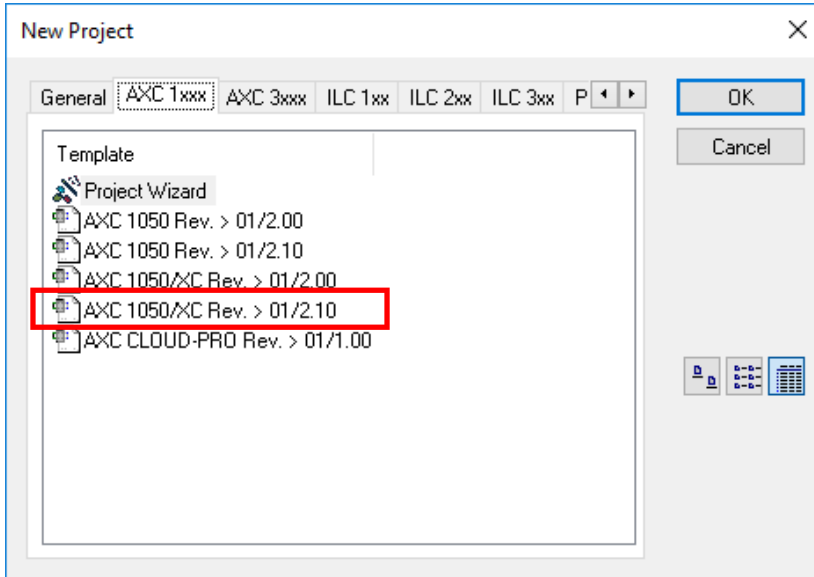 New Project
General AXC 1xxx AXC 3xxx ILC 1xx ILC 2xx ILC 3xx P
OK
Cancel
Template
Project Wizard
AXC 1050 Rev. > 01/2.00
AXC 1050 Rev. > 01/2.10
AXC 1050/XC Rev. > 01/2.00
AXC 1050/XC Rev. > 01/2.10
AXC CLOUD-PRO Rev. > 01/1.00